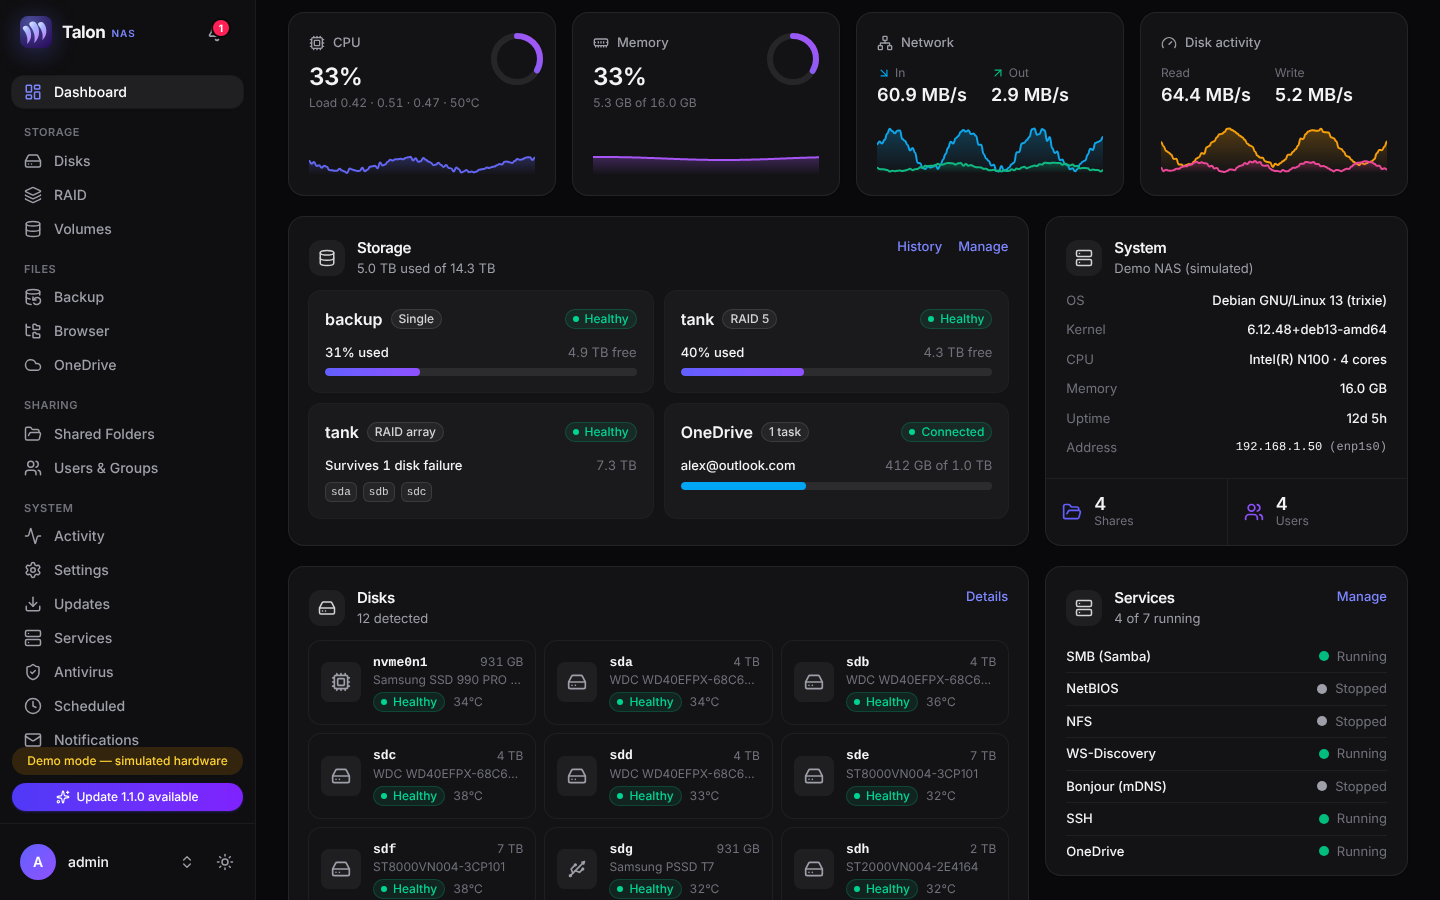 Talon NAS
1
Dashboard
STORAGE
Disks
RAID
Volumes
FILES
Backup
Browser
OneDrive
SHARING
Shared Folders
Users & Groups
SYSTEM
Activity
Settings
Updates
Services
Antivirus
Scheduled
Notifications
Demo mode — simulated hardware
Update 1.1.0 available
A admin
CPU
33%
Load 0.42 · 0.51 · 0.47 · 50°C
Memory
33%
5.3 GB of 16.0 GB
Network
In Out
60.9 MB/s 2.9 MB/s
Disk activity
Read Write
64.4 MB/s 5.2 MB/s
Storage
5.0 TB used of 14.3 TB
History Manage
backup Single Healthy
31% used 4.9 TB free
tank RAID 5 Healthy
40% used 4.3 TB free
tank RAID array Healthy
Survives 1 disk failure 7.3 TB
sda sdb sdc
OneDrive 1 task Connected
alex@outlook.com 412 GB of 1.0 TB
System
Demo NAS (simulated)
OS Debian GNU/Linux 13 (trixie)
Kernel 6.12.48+deb13-amd64
CPU Intel(R) N100 · 4 cores
Memory 16.0 GB
Uptime 12d 5h
Address 192.168.1.50 (enp1s0)
4
Shares
4
Users
Disks
12 detected
Details
nvme0n1 931 GB
Samsung SSD 990 PRO ...
Healthy 34°C
sda 4 TB
WDC WD40EFPX-68C6...
Healthy 34°C
sdb 4 TB
WDC WD40EFPX-68C6...
Healthy 36°C
sdc 4 TB
WDC WD40EFPX-68C6...
Healthy 38°C
sdd 4 TB
WDC WD40EFPX-68C6...
Healthy 33°C
sde 7 TB
ST8000VN004-3CP101
Healthy 32°C
sdf 7 TB
ST8000VN004-3CP101
Healthy 38°C
sdg 931 GB
Samsung PSSD T7
Healthy 32°C
sdh 2 TB
ST2000VN004-2E4164
Healthy 32°C
Services
4 of 7 running
Manage
SMB (Samba) Running
NetBIOS Stopped
NFS Stopped
WS-Discovery Running
Bonjour (mDNS) Stopped
SSH Running
OneDrive Running